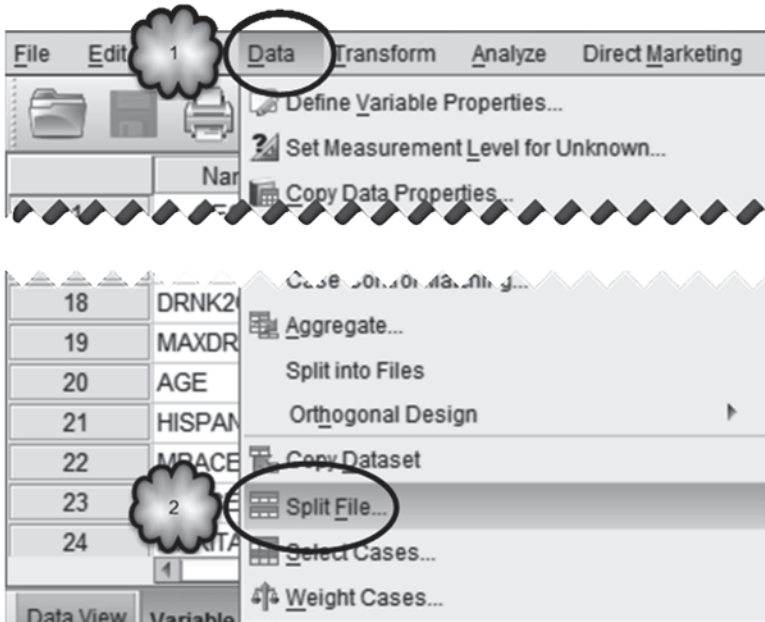 File Edit 1 Data Transform Analyze Direct Marketing
Define Variable Properties...
Set Measurement Level for Unknown...
Nar
Copy Data Properties...
18 DRNK2
19 MAXDR
Aggregate...
20 AGE
Split into Files
21 HISPAN
Orthogonal Design
22 MRACE
Copy Dataset
23
2 Split File...
24
Select Cases...
Weight Cases...
Data View Variable